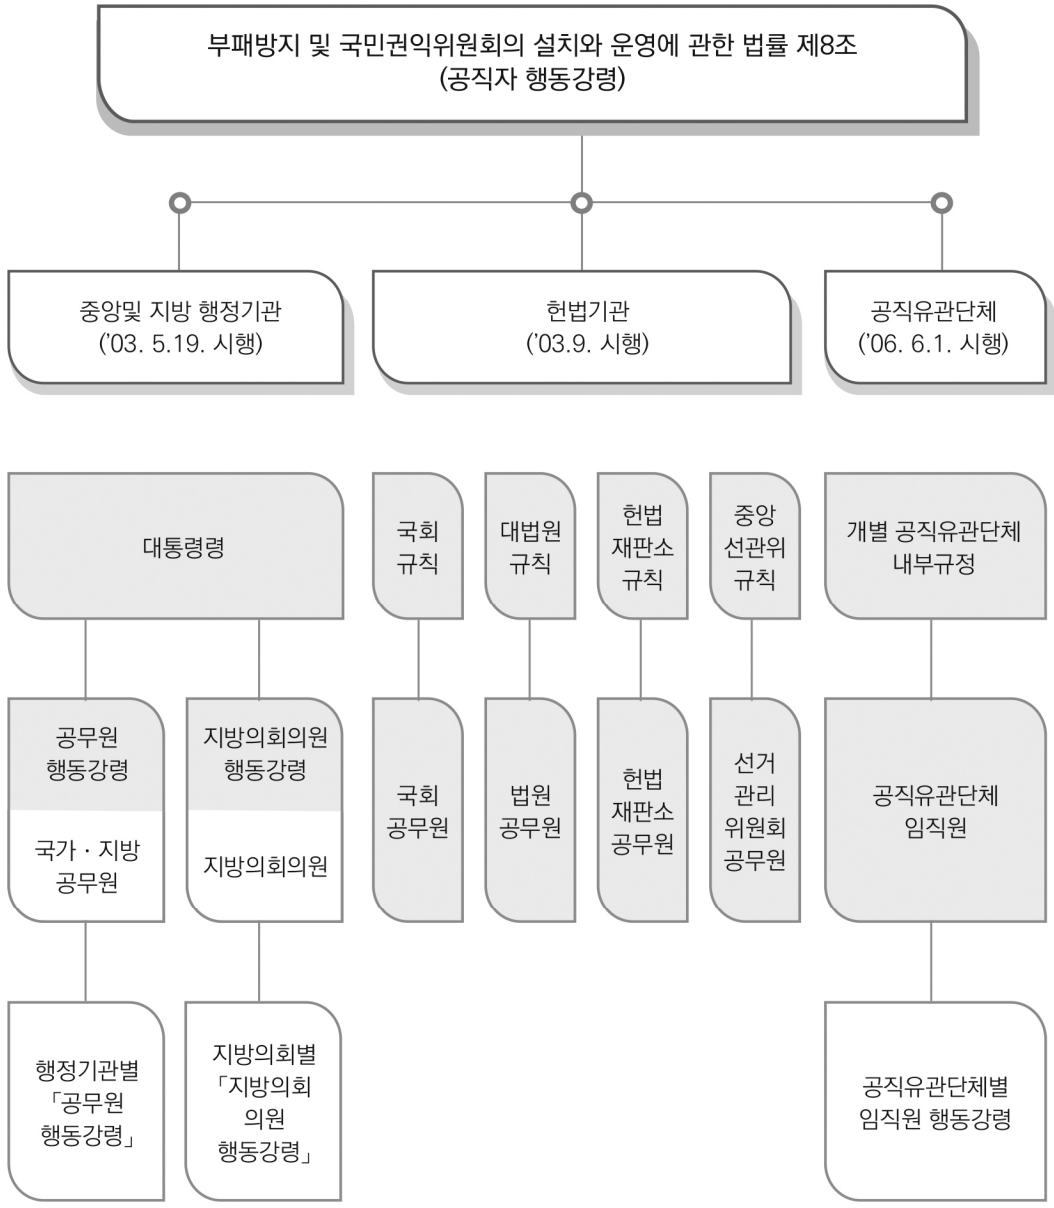 부패방지 및 국민권익위원회의 설치와 운영에 관한 법률 제8조
(공직자 행동강령)
중앙및 지방 행정기관
('03. 5.19. 시행)
헌법기관
('03.9. 시행)
공직유관단체
('06. 6.1. 시행)
대통령령
국회
규칙
대법원
규칙
헌법
재판소
규칙
중앙
선관위
규칙
개별 공직유관단체
내부규정
공무원
행동강령
국가 · 지방
공무원
지방의회의원
행동강령
지방의회의원
국회
공무원
법원
공무원
헌법
재판소
공무원
선거
관리
위원회
공무원
공직유관단체
임직원
행정기관별
「공무원
행동강령」
지방의회별
「지방의회
의원
행동강령」
공직유관단체별
임직원 행동강령